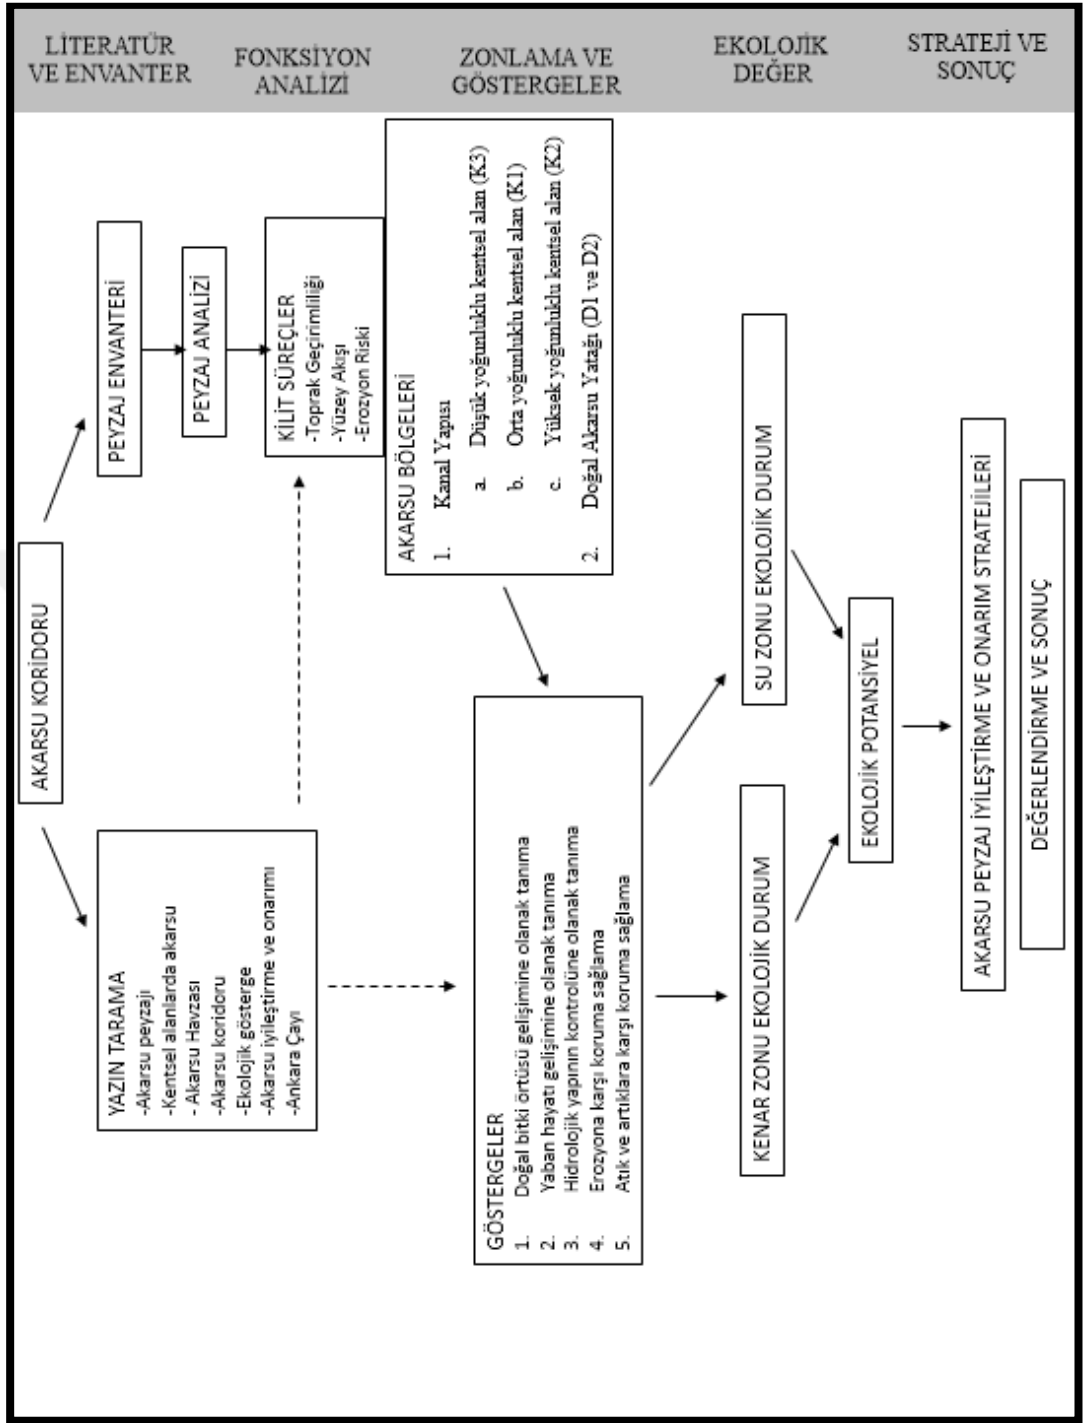 LİTERATÜR
VE ENVANTER
FONKSİYON
ANALİZİ
ZONLAMA VE
GÖSTERGELER
EKOLOJİK
DEĞER
STRATEJİ VE
SONUÇ
AKARSU KORİDORU
YAZIN TARAMA
-Akarsu peyzajı
-Kentsel alanlarda akarsu
- Akarsu Havzası
-Akarsu koridoru
-Ekolojik gösterge
-Akarsu iyileştirme ve onarımı
-Ankara Çayı
PEYZAJ ENVANTERİ
PEYZAJ ANALİZİ
KİLİT SÜREÇLER
-Toprak Geçirimliliği
-Yüzey Akışı
-Erozyon Riski
AKARSU BÖLGELERİ
1. Kanal Yapısı
a. Düşük yoğunluklu kentsel alan (K3)
b. Orta yoğunluklu kentsel alan (K1)
c. Yüksek yoğunluklu kentsel alan (K2)
2. Doğal Akarsu Yatağı (D1 ve D2)
GÖSTERGELER
1. Doğal bitki örtüsü gelişimine olanak tanıma
2. Yaban hayatı gelişimine olanak tanıma
3. Hidrolojik yapının kontrolüne olanak tanıma
4. Erozyona karşı koruma sağlama
5. Atık ve artıklara karşı koruma sağlama
KENAR ZONU EKOLOJİK DURUM
SU ZONU EKOLOJİK DURUM
EKOLOJİK POTANSİYEL
AKARSU PEYZAJ İYİLEŞTİRME VE ONARIM STRATEJİLERİ
DEĞERLENDİRME VE SONUÇ